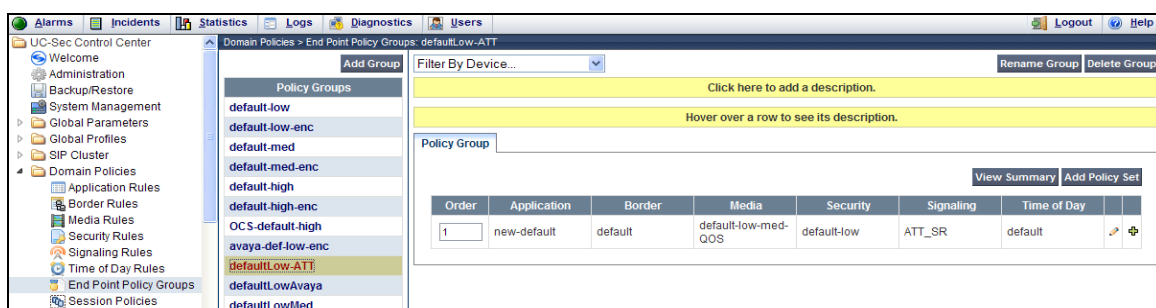 Alarms Incidents Statistics Logs Diagnostics Users Logout Help
UC-Sec Control Center
Welcome
Administration
Backup/Restore
System Management
Global Parameters
Global Profiles
SIP Cluster
Domain Policies
Application Rules
Border Rules
Media Rules
Security Rules
Signaling Rules
Time of Day Rules
End Point Policy Groups
Session Policies
Domain Policies > End Point Policy Groups: defaultLow-ATT
Add Group
Policy Groups
default-low
default-low-enc
default-med
default-med-enc
default-high
default-high-enc
OCS-default-high
avaya-def-low-enc
defaultLow-ATT
defaultLowAvaya
defaultLowMed
Filter By Device...
Rename Group Delete Group
Click here to add a description.
Hover over a row to see its description.
Policy Group
View Summary Add Policy Set
Order Application Border Media Security Signaling Time of Day
1 new-default default default-low-med-QOS default-low ATT_SR default